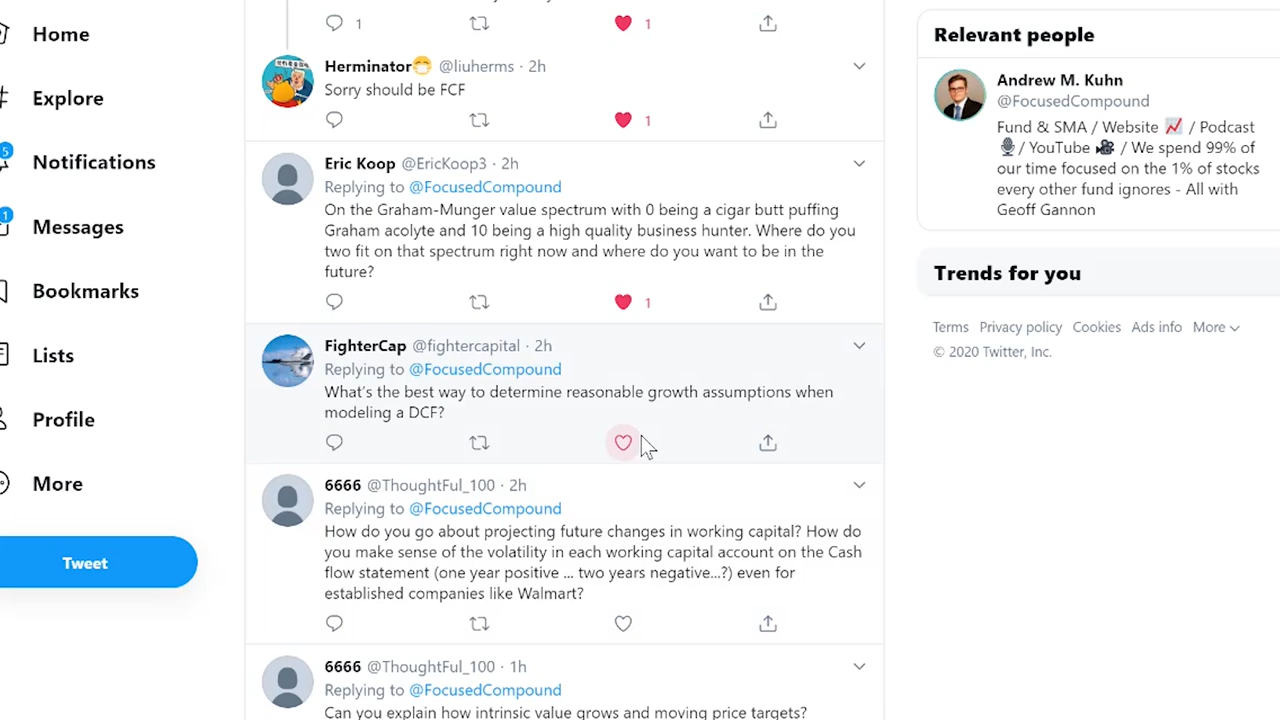 Home
Explore
5
Notifications
1
Messages
Bookmarks
Lists
Profile
More
Tweet
1
1
Herminator😷 @liuherms · 2h
Sorry should be FCF
1
Eric Koop @EricKoop3 · 2h
Replying to @FocusedCompound
On the Graham-Munger value spectrum with 0 being a cigar butt puffing
Graham acolyte and 10 being a high quality business hunter. Where do you
two fit on that spectrum right now and where do you want to be in the
future?
1
FighterCap @fightercapital · 2h
Replying to @FocusedCompound
What's the best way to determine reasonable growth assumptions when
modeling a DCF?
6666 @ThoughtFul_100 · 2h
Replying to @FocusedCompound
How do you go about projecting future changes in working capital? How do
you make sense of the volatility in each working capital account on the Cash
flow statement (one year positive ... two years negative...?) even for
established companies like Walmart?
6666 @ThoughtFul_100 · 1h
Replying to @FocusedCompound
Can you explain how intrinsic value grows and moving price targets?
Relevant people
Andrew M. Kuhn
@FocusedCompound
Fund & SMA / Website 📈 / Podcast
🎙️/ YouTube 🎥 / We spend 99% of
our time focused on the 1% of stocks
every other fund ignores - All with
Geoff Gannon
Trends for you
Terms Privacy policy Cookies Ads info More
© 2020 Twitter, Inc.